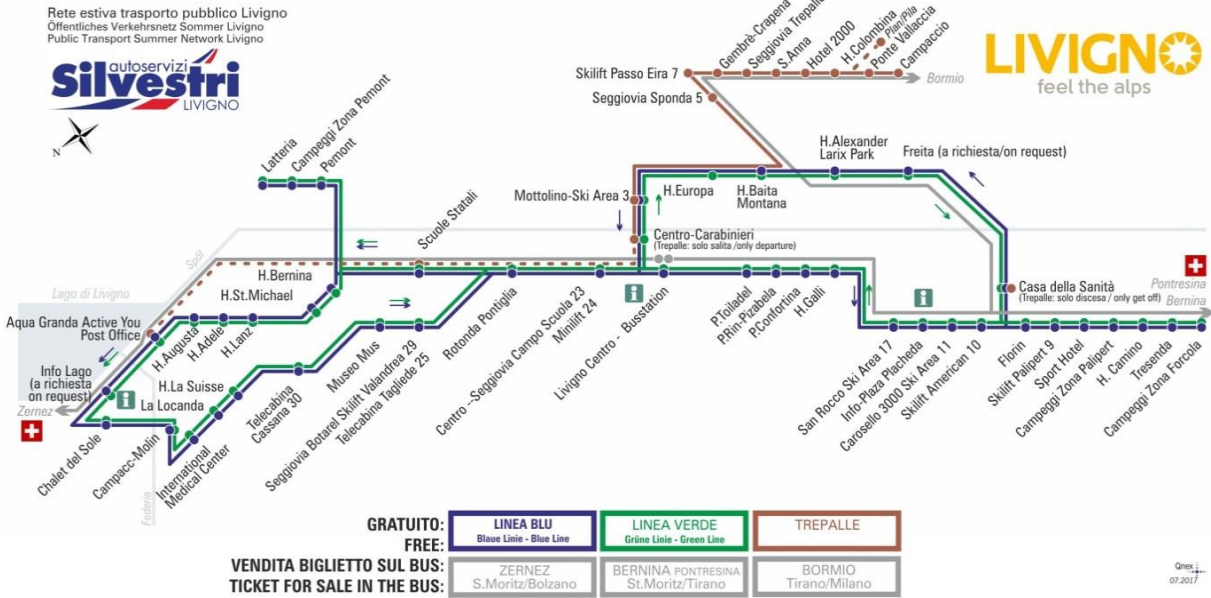 Rete estiva trasporto pubblico Livigno
Öffentliches Verkehrsnetz Sommer Livigno
Public Transport Summer Network Livigno
autoservizi
Silvestri
LIVIGNO
N
LIVIGNO
feel the alps
Skilift Passo Eira 7
Gembrè-Crapena
Seggiovia Trepalle
S.Anna
Hotel 2000
H.Colombina
Plan/Pila
Ponte Vallaccia
Campaccio
Bormio
Seggiovia Sponda 5
Latteria
Campeggi Zona Pemont
Pemont
H.Alexander
Larix Park
Freita (a richiesta/on request)
Mottolino-Ski Area 3
H.Europa
H.Baita
Montana
Scuole Statali
Centro-Carabinieri
(Trepalle: solo salita /only departure)
Spöl
H.Bernina
H.St.Michael
Lago di Livigno
Aqua Granda Active You
Post Office
H.Augusta
H.Adele
H.Lanz
Casa della Sanità
(Trepalle: solo discesa / only get off)
Pontresina
Bernina
Info Lago
(a richiesta
on request)
Zernez
H.La Suisse
La Locanda
Chalet del Sole
Campacc-Molin
International
Medical Center
Telecabina
Cassana 30
Museo Mus
Seggiovia Botarel Skilift Valandrea 29
Telecabina Tagliede 25
Rotonda Pontiglia
Centro --Seggiovia Campo Scuola 23
Minilift 24
Livigno Centro - Busstation
P.Toiladel
P.Rin-Pizabela
P.Confortina
H.Galli
San Rocco Ski Area 17
Info-Plaza Placheda
Carosello 3000 Ski Area 11
Skilift American 10
Florin
Skilift Palipert 9
Sport Hotel
Campeggi Zona Palipert
H. Camino
Tresenda
Campeggi Zona Forcola
Federia
GRATUITO:
FREE:
LINEA BLU
Blaue Linie - Blue Line
LINEA VERDE
Grüne Linie - Green Line
TREPALLE
VENDITA BIGLIETTO SUL BUS:
TICKET FOR SALE IN THE BUS:
ZERNEZ
S.Moritz/Bolzano
BERNINA PONTRESINA
St.Moritz/Tirano
BORMIO
Tirano/Milano
Qnex
07.2017